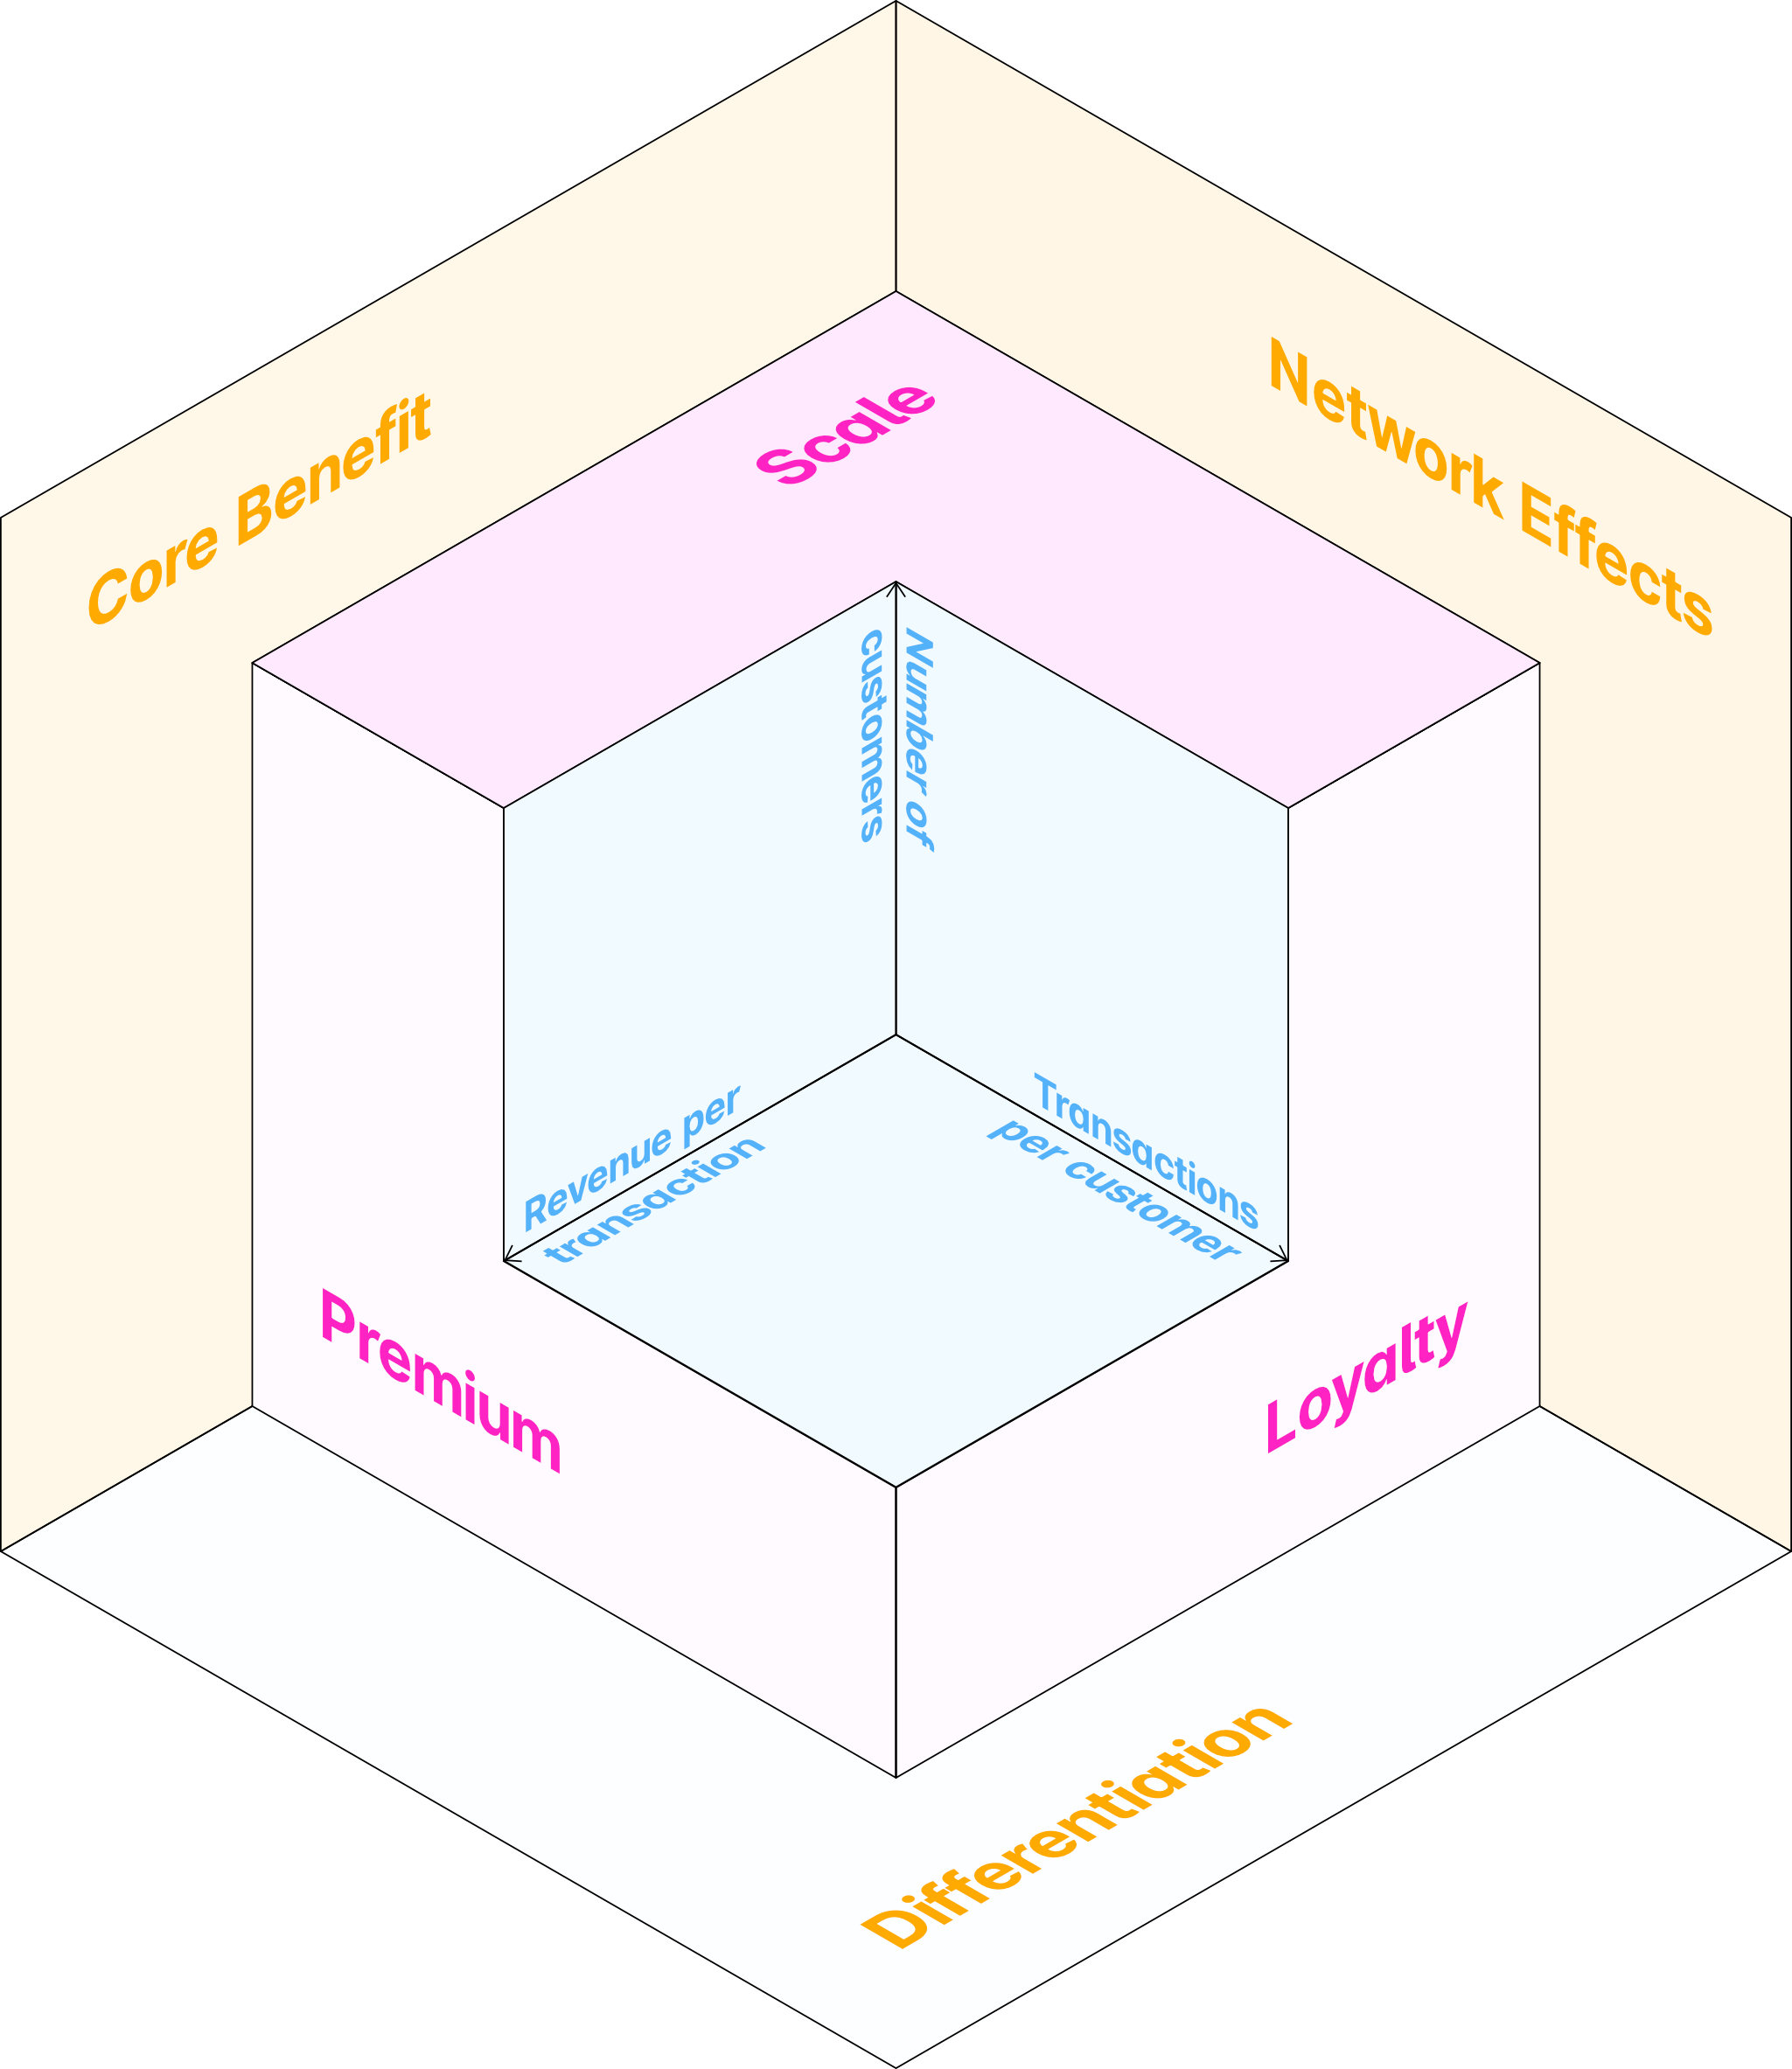 Core Benefit
Network Effects
Scale
Number of
Customers
Revenue per
transaction
Transactions
per customer
Premium
Loyalty
Differentiation